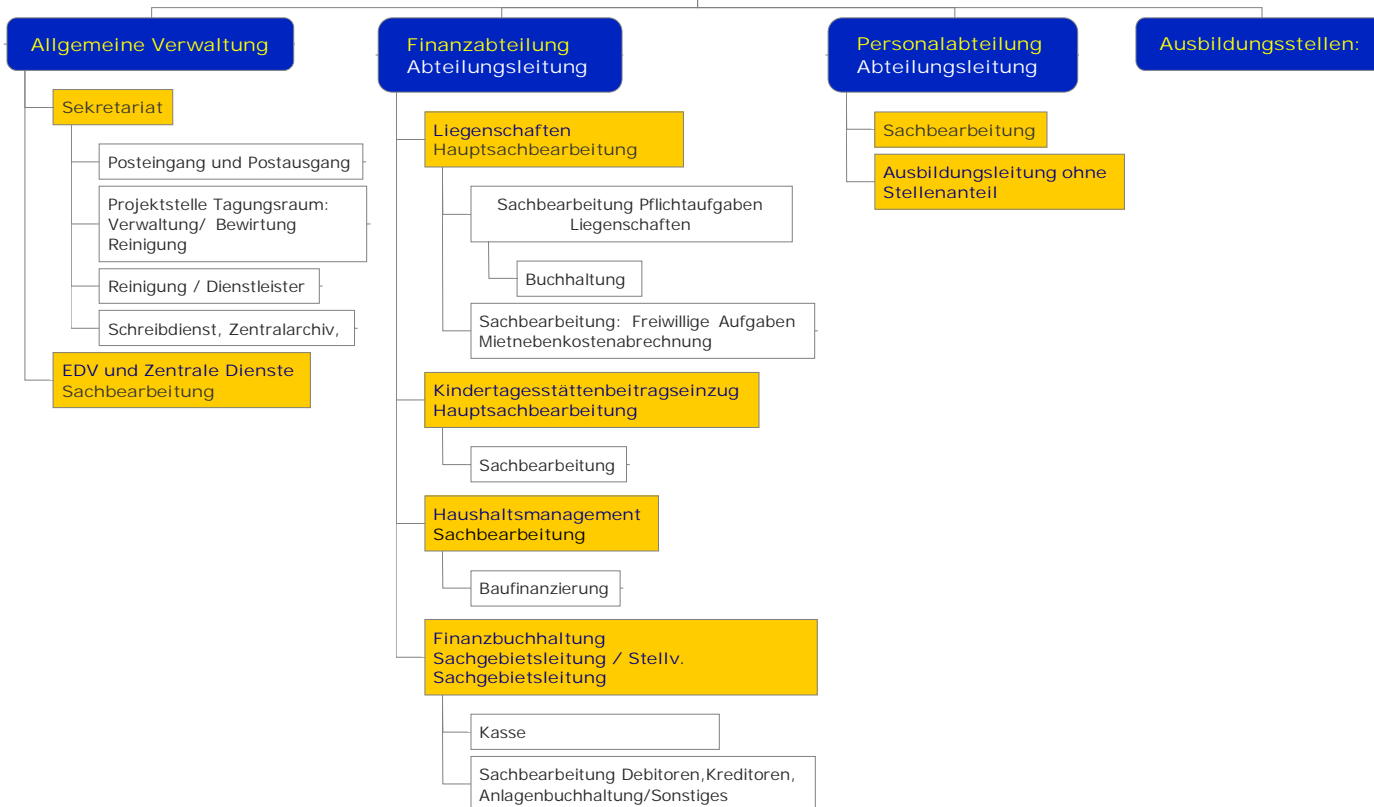 Allgemeine Verwaltung
Sekretariat
Posteingang und Postausgang
Projektstelle Tagungsraum:
Verwaltung/ Bewirtung
Reinigung
Reinigung / Dienstleister
Schreibdienst, Zentralarchiv,
EDV und Zentrale Dienste
Sachbearbeitung
Finanzabteilung
Abteilungsleitung
Liegenschaften
Hauptsachbearbeitung
Sachbearbeitung Pflichtaufgaben
Liegenschaften
Buchhaltung
Sachbearbeitung: Freiwillige Aufgaben
Mietnebenkostenabrechnung
Kindertagesstättenbeitragseinzug
Hauptsachbearbeitung
Sachbearbeitung
Haushaltsmanagement
Sachbearbeitung
Baufinanzierung
Finanzbuchhaltung
Sachgebietsleitung / Stellv.
Sachgebietsleitung
Kasse
Sachbearbeitung Debitoren,Kreditoren,
Anlagenbuchhaltung/Sonstiges
Personalabteilung
Abteilungsleitung
Sachbearbeitung
Ausbildungsleitung ohne
Stellenanteil
Ausbildungsstellen: